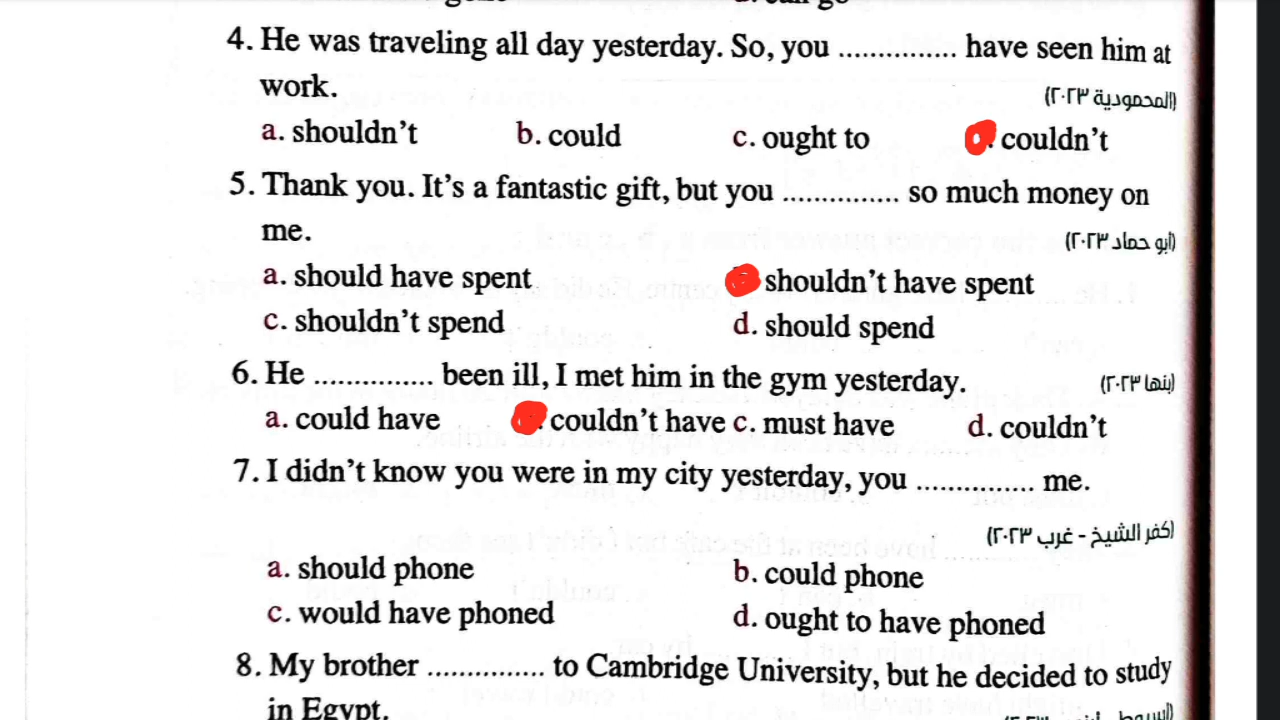 4. He was traveling all day yesterday. So, you ............... have seen him at
work. (المحمودية ٢٠٢٣)
a. shouldn't b. could c. ought to couldn't
5. Thank you. It's a fantastic gift, but you ............... so much money on
me. (ابو حماد ٢٠٢٣)
a. should have spent shouldn't have spent
c. shouldn't spend d. should spend
6. He ............... been ill, I met him in the gym yesterday. (بنها ٢٠٢٣)
a. could have couldn't have c. must have d. couldn't
7. I didn't know you were in my city yesterday, you ............... me.
(كفر الشيخ - غرب ٢٠٢٣)
a. should phone b. could phone
c. would have phoned d. ought to have phoned
8. My brother ............... to Cambridge University, but he decided to study
in Egypt.